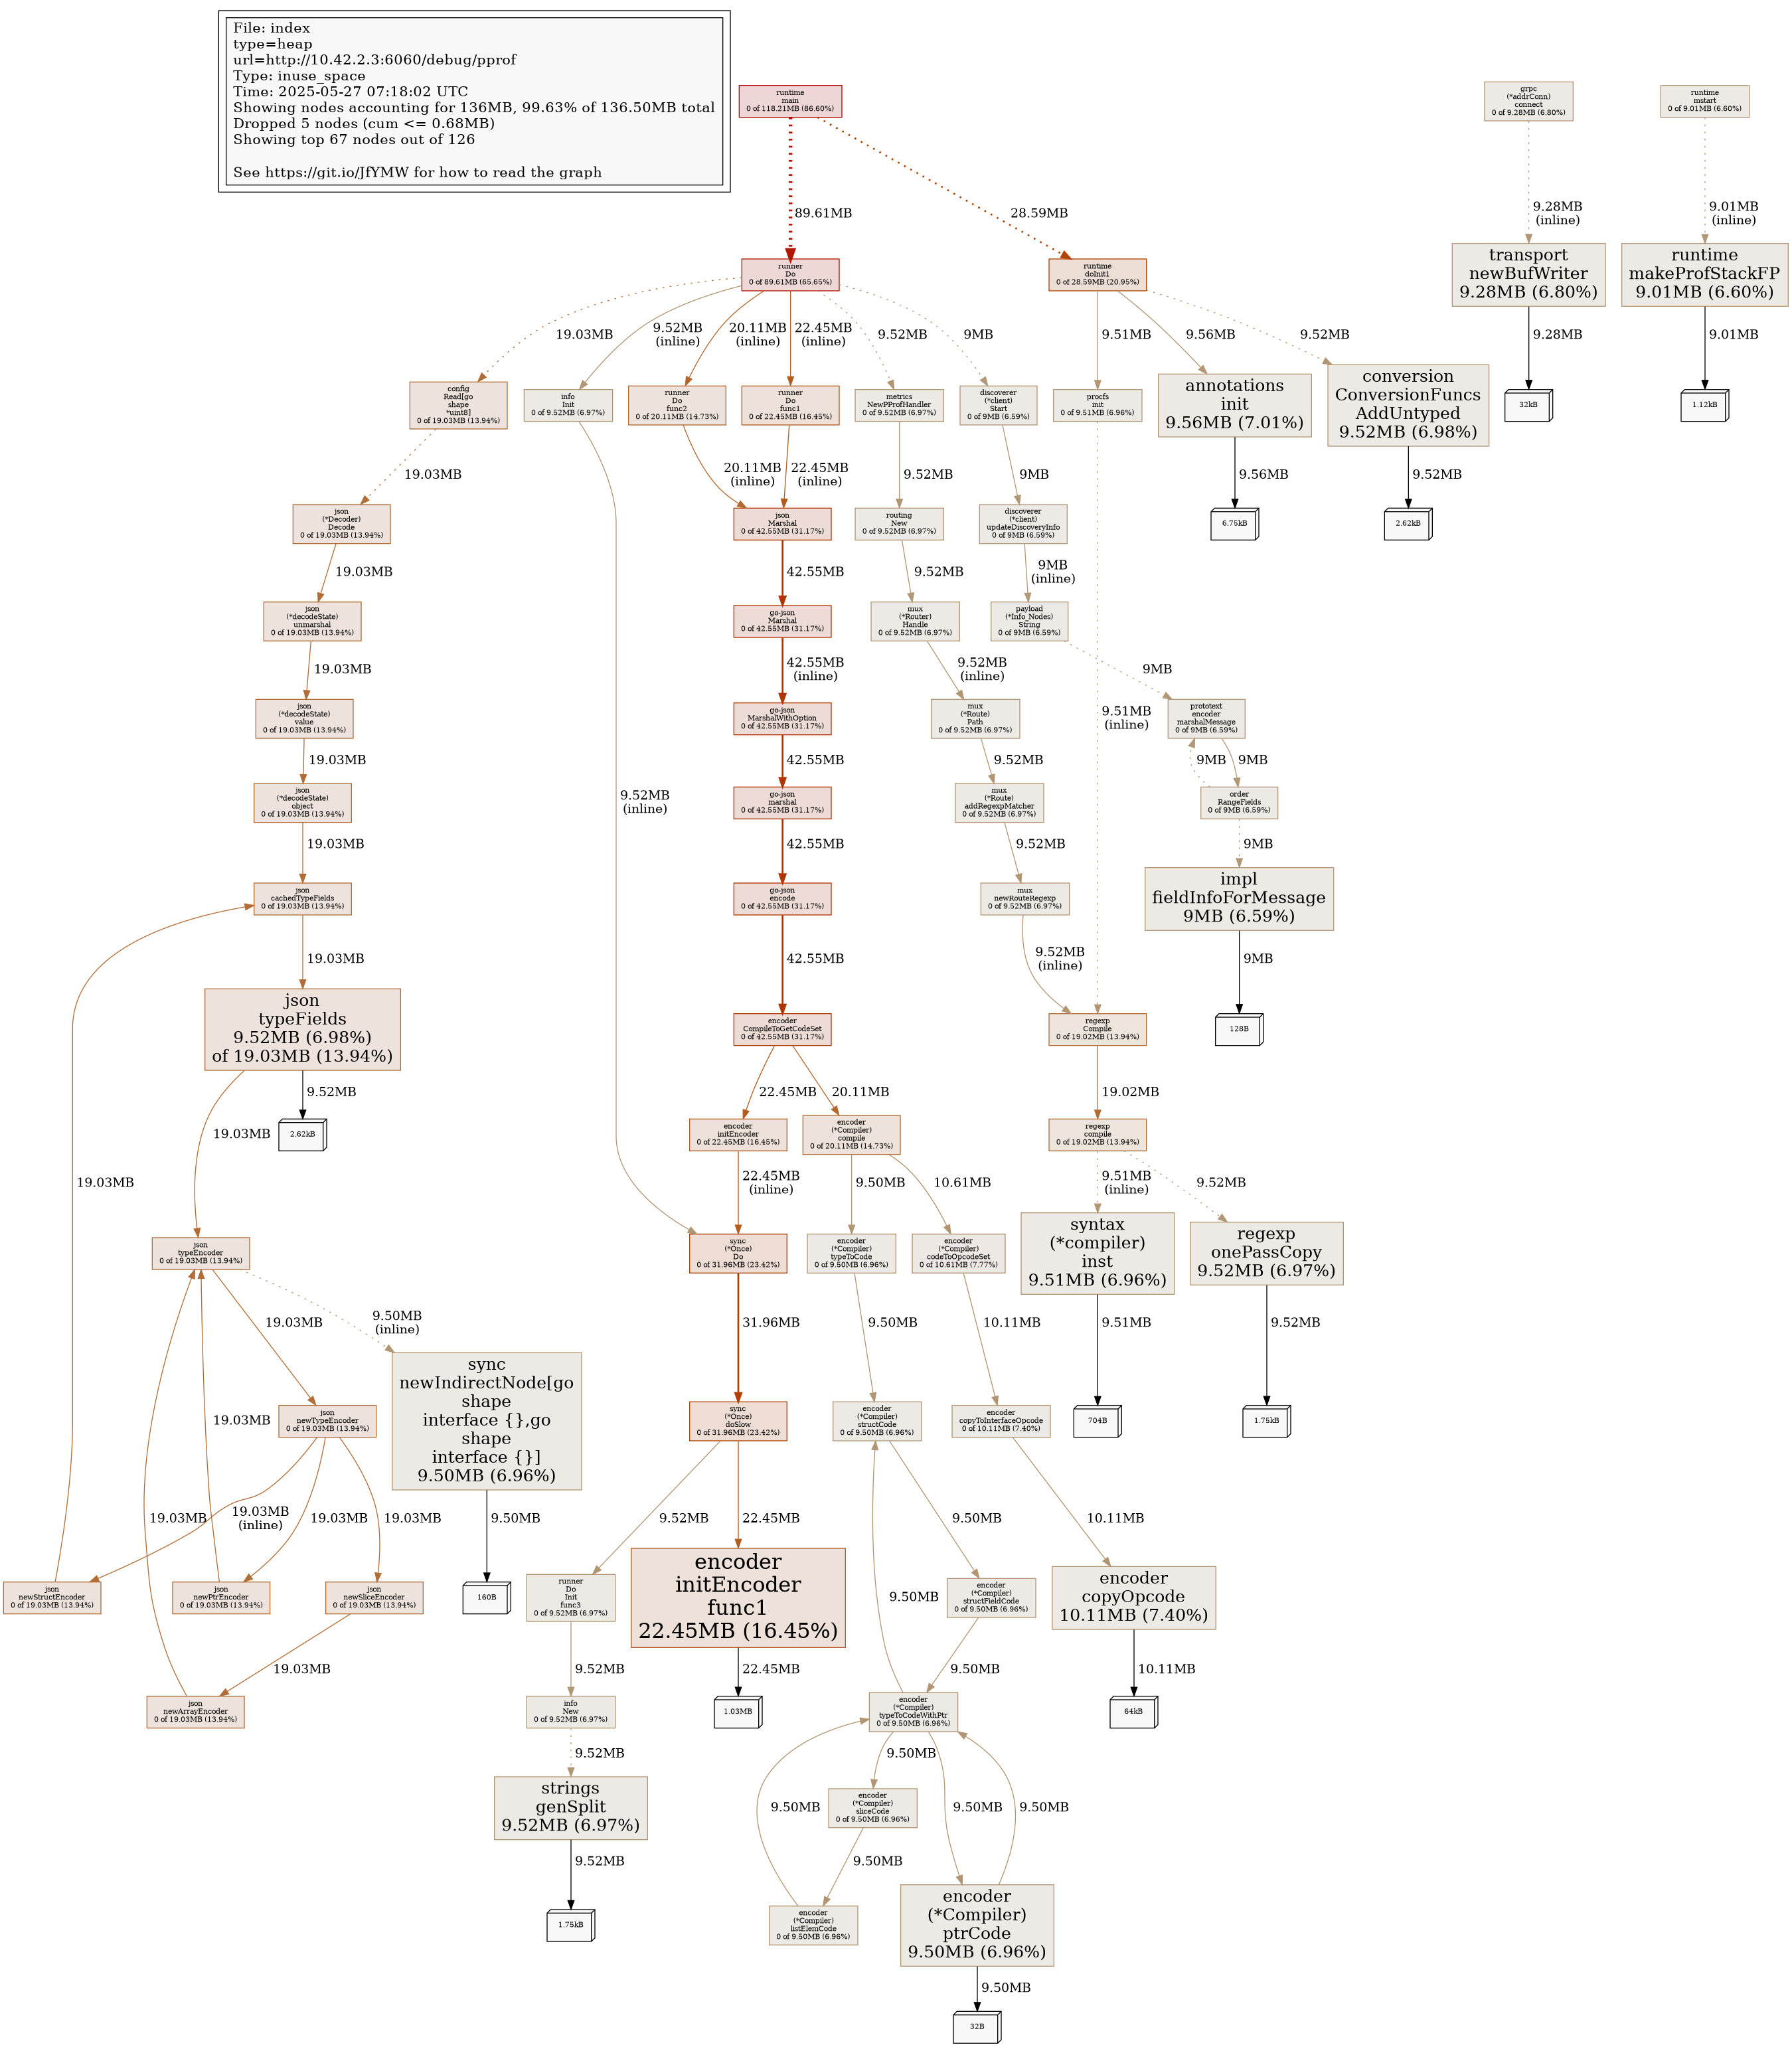 File: index
type=heap
url=http://10.42.2.3:6060/debug/pprof
Type: inuse_space
Time: 2025-05-27 07:18:02 UTC
Showing nodes accounting for 136MB, 99.63% of 136.50MB total
Dropped 5 nodes (cum <= 0.68MB)
Showing top 67 nodes out of 126
See https://git.io/JfYMW for how to read the graph
runtime
main
0 of 118.21MB (86.60%)
grpc
(*addrConn)
connect
0 of 9.28MB (6.80%)
runtime
mstart
0 of 9.01MB (6.60%)
89.61MB
28.59MB
9.28MB
(inline)
9.01MB
(inline)
runner
Do
0 of 89.61MB (65.65%)
runtime
doInit1
0 of 28.59MB (20.95%)
transport
newBufWriter
9.28MB (6.80%)
runtime
makeProfStackFP
9.01MB (6.60%)
19.03MB
9.52MB
(inline)
20.11MB
(inline)
22.45MB
(inline)
9.52MB
9MB
9.51MB
9.56MB
9.52MB
9.28MB
9.01MB
config
Read[go
shape
*uint8]
0 of 19.03MB (13.94%)
info
Init
0 of 9.52MB (6.97%)
runner
Do
func2
0 of 20.11MB (14.73%)
runner
Do
func1
0 of 22.45MB (16.45%)
metrics
NewPProfHandler
0 of 9.52MB (6.97%)
discoverer
(*client)
Start
0 of 9MB (6.59%)
procfs
init
0 of 9.51MB (6.96%)
annotations
init
9.56MB (7.01%)
conversion
ConversionFuncs
AddUntyped
9.52MB (6.98%)
32kB
1.12kB
19.03MB
20.11MB
(inline)
22.45MB
(inline)
9.52MB
9MB
9.56MB
9.52MB
json
(*Decoder)
Decode
0 of 19.03MB (13.94%)
json
Marshal
0 of 42.55MB (31.17%)
routing
New
0 of 9.52MB (6.97%)
discoverer
(*client)
updateDiscoveryInfo
0 of 9MB (6.59%)
6.75kB
2.62kB
19.03MB
42.55MB
9.52MB
9MB
(inline)
json
(*decodeState)
unmarshal
0 of 19.03MB (13.94%)
go-json
Marshal
0 of 42.55MB (31.17%)
mux
(*Router)
Handle
0 of 9.52MB (6.97%)
payload
(*Info_Nodes)
String
0 of 9MB (6.59%)
19.03MB
42.55MB
(inline)
9.52MB
(inline)
9MB
json
(*decodeState)
value
0 of 19.03MB (13.94%)
go-json
MarshalWithOption
0 of 42.55MB (31.17%)
mux
(*Route)
Path
0 of 9.52MB (6.97%)
9.51MB
(inline)
prototext
encoder
marshalMessage
0 of 9MB (6.59%)
19.03MB
42.55MB
9.52MB
9MB
9MB
json
(*decodeState)
object
0 of 19.03MB (13.94%)
9.52MB
(inline)
go-json
marshal
0 of 42.55MB (31.17%)
mux
(*Route)
addRegexpMatcher
0 of 9.52MB (6.97%)
order
RangeFields
0 of 9MB (6.59%)
19.03MB
42.55MB
9.52MB
9MB
json
cachedTypeFields
0 of 19.03MB (13.94%)
go-json
encode
0 of 42.55MB (31.17%)
mux
newRouteRegexp
0 of 9.52MB (6.97%)
impl
fieldInfoForMessage
9MB (6.59%)
19.03MB
42.55MB
9.52MB
(inline)
9MB
json
typeFields
9.52MB (6.98%)
of 19.03MB (13.94%)
encoder
CompileToGetCodeSet
0 of 42.55MB (31.17%)
regexp
Compile
0 of 19.02MB (13.94%)
128B
9.52MB
22.45MB
20.11MB
19.02MB
19.03MB
2.62kB
encoder
initEncoder
0 of 22.45MB (16.45%)
encoder
(*Compiler)
compile
0 of 20.11MB (14.73%)
regexp
compile
0 of 19.02MB (13.94%)
19.03MB
22.45MB
(inline)
9.50MB
10.61MB
9.51MB
(inline)
9.52MB
json
typeEncoder
0 of 19.03MB (13.94%)
sync
(*Once)
Do
0 of 31.96MB (23.42%)
encoder
(*Compiler)
typeToCode
0 of 9.50MB (6.96%)
encoder
(*Compiler)
codeToOpcodeSet
0 of 10.61MB (7.77%)
syntax
(*compiler)
inst
9.51MB (6.96%)
regexp
onePassCopy
9.52MB (6.97%)
19.03MB
9.50MB
(inline)
31.96MB
9.50MB
10.11MB
9.51MB
9.52MB
19.03MB
json
newTypeEncoder
0 of 19.03MB (13.94%)
sync
newIndirectNode[go
shape
interface {},go
shape
interface {}]
9.50MB (6.96%)
sync
(*Once)
doSlow
0 of 31.96MB (23.42%)
encoder
(*Compiler)
structCode
0 of 9.50MB (6.96%)
encoder
copyToInterfaceOpcode
0 of 10.11MB (7.40%)
704B
1.75kB
19.03MB
19.03MB
(inline)
19.03MB
19.03MB
9.50MB
9.52MB
22.45MB
9.50MB
10.11MB
json
newStructEncoder
0 of 19.03MB (13.94%)
json
newPtrEncoder
0 of 19.03MB (13.94%)
json
newSliceEncoder
0 of 19.03MB (13.94%)
160B
runner
Do
Init
func3
0 of 9.52MB (6.97%)
encoder
initEncoder
func1
22.45MB (16.45%)
9.50MB
encoder
(*Compiler)
structFieldCode
0 of 9.50MB (6.96%)
encoder
copyOpcode
10.11MB (7.40%)
19.03MB
9.52MB
22.45MB
9.50MB
10.11MB
json
newArrayEncoder
0 of 19.03MB (13.94%)
info
New
0 of 9.52MB (6.97%)
1.03MB
encoder
(*Compiler)
typeToCodeWithPtr
0 of 9.50MB (6.96%)
64kB
9.52MB
9.50MB
strings
genSplit
9.52MB (6.97%)
9.50MB
encoder
(*Compiler)
sliceCode
0 of 9.50MB (6.96%)
9.50MB
9.50MB
9.52MB
9.50MB
1.75kB
encoder
(*Compiler)
listElemCode
0 of 9.50MB (6.96%)
encoder
(*Compiler)
ptrCode
9.50MB (6.96%)
9.50MB
32B